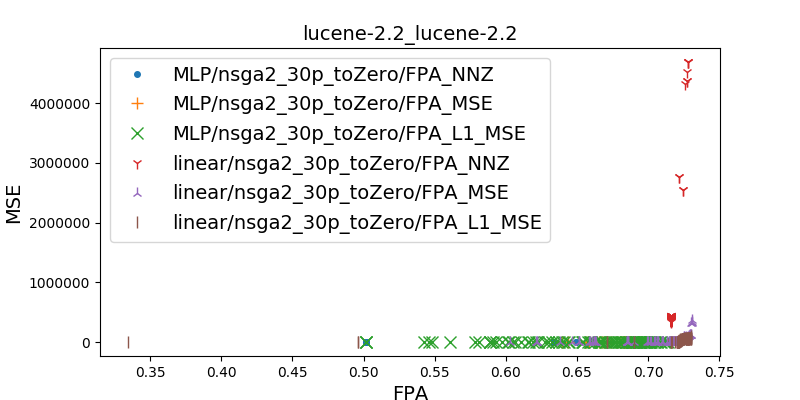 lucene-2.2_lucene-2.2
MLP/nsga2_30p_toZero/FPA_NNZ
MLP/nsga2_30p_toZero/FPA_MSE
MLP/nsga2_30p_toZero/FPA_L1_MSE
linear/nsga2_30p_toZero/FPA_NNZ
linear/nsga2_30p_toZero/FPA_MSE
linear/nsga2_30p_toZero/FPA_L1_MSE
MSE
4000000
3000000
2000000
1000000
0
0.35 0.40 0.45 0.50 0.55 0.60 0.65 0.70 0.75
FPA